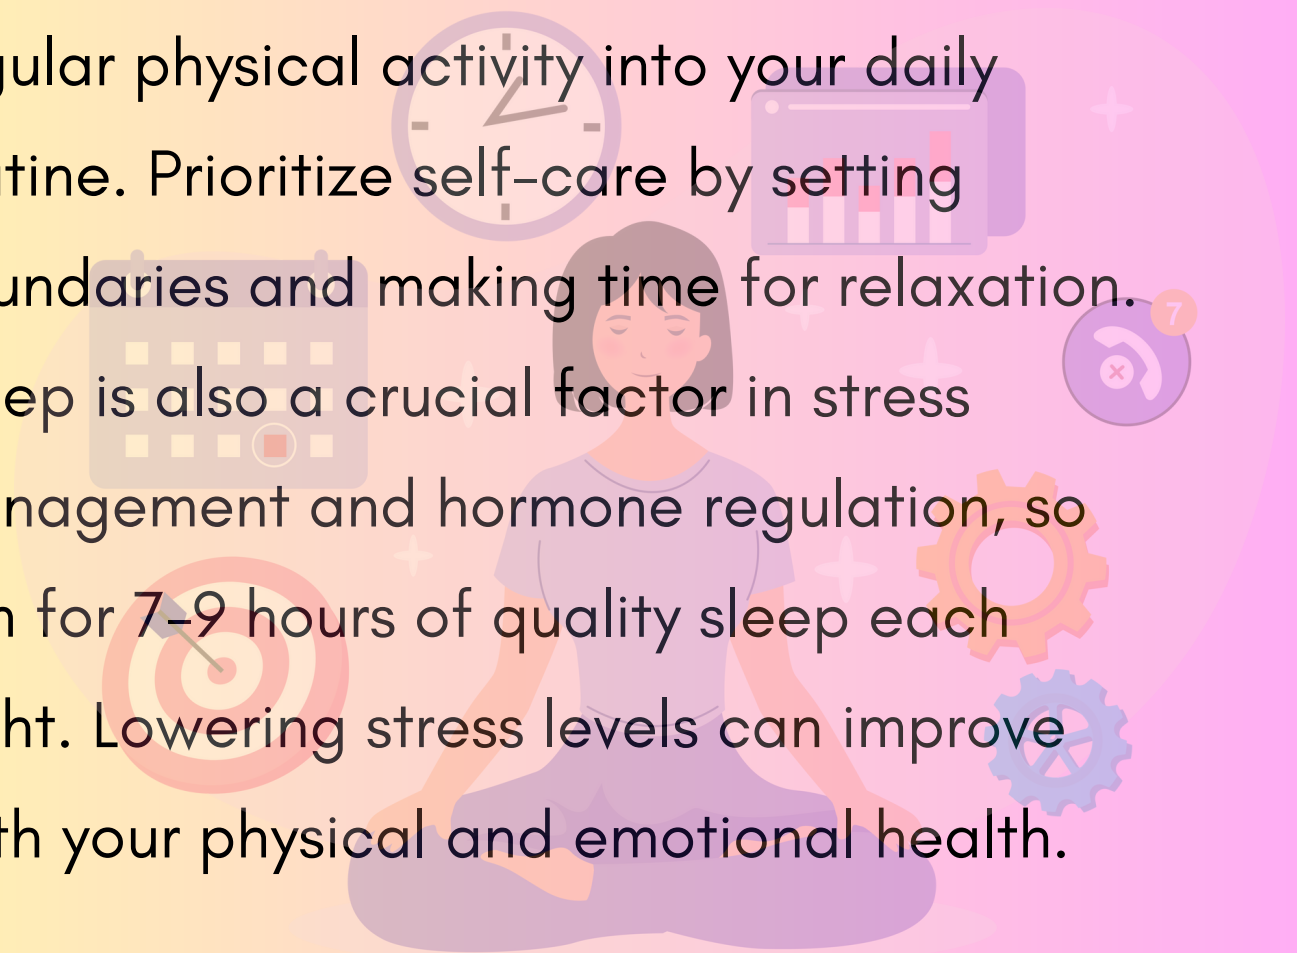 gular physical activity into your daily
tine. Prioritize self-care by setting
undaries and making time for relaxation.
7
ep is also a crucial factor in stress
nagement and hormone regulation, so
for 7-9 hours of quality sleep each
ht. Lowering stress levels can improve
th your physical and emotional health.